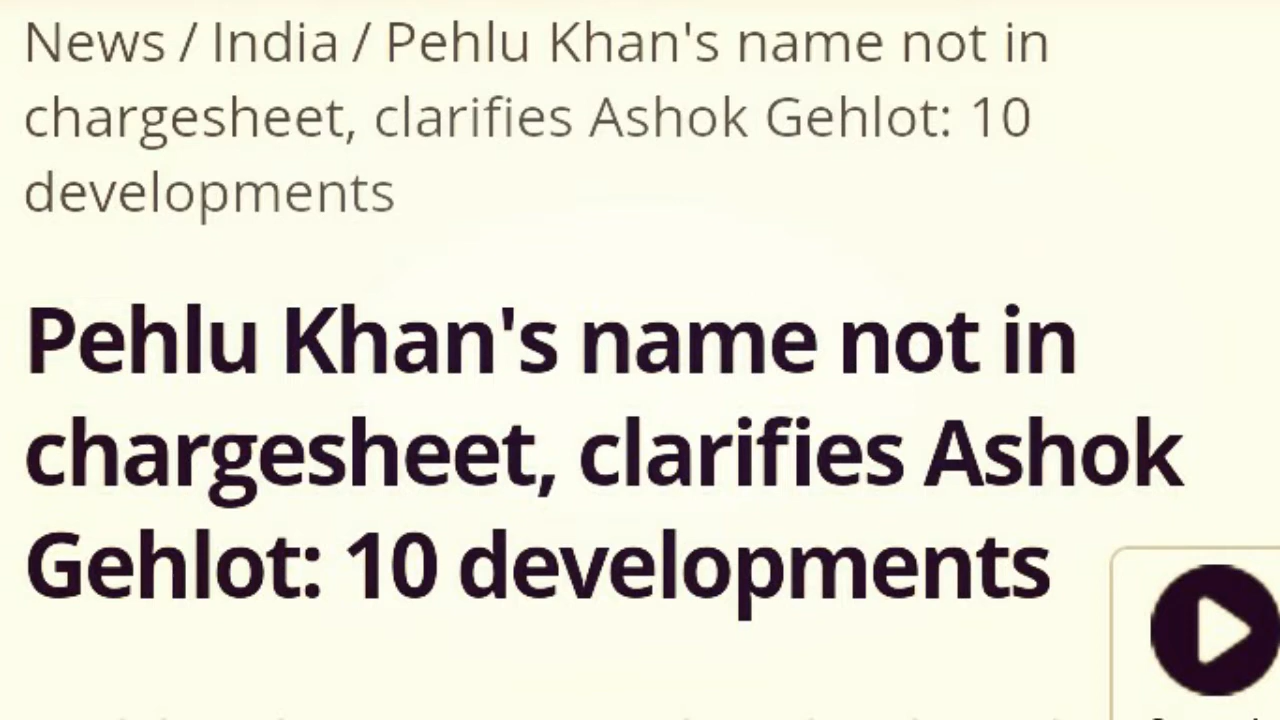 News / India / Pehlu Khan's name not in
chargesheet, clarifies Ashok Gehlot: 10
developments
Pehlu Khan's name not in
chargesheet, clarifies Ashok
Gehlot: 10 developments